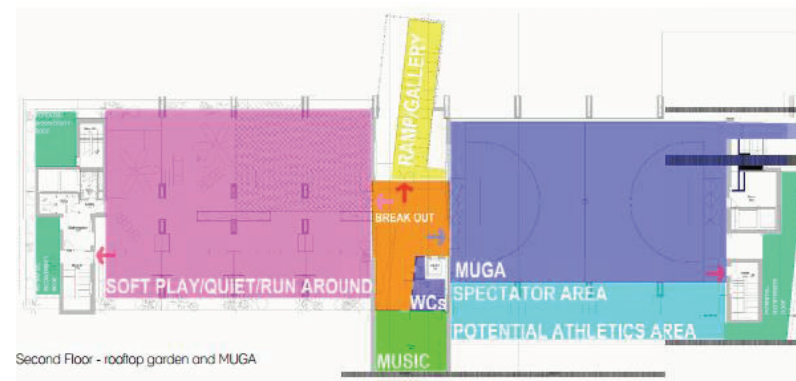 RAMP/GALLERY
BREAK OUT
SOFT PLAY/QUIET/RUN AROUND
MUGA
WCs
SPECTATOR AREA
POTENTIAL ATHLETICS AREA
MUSIC
Second Floor - rooftop garden and MUGA